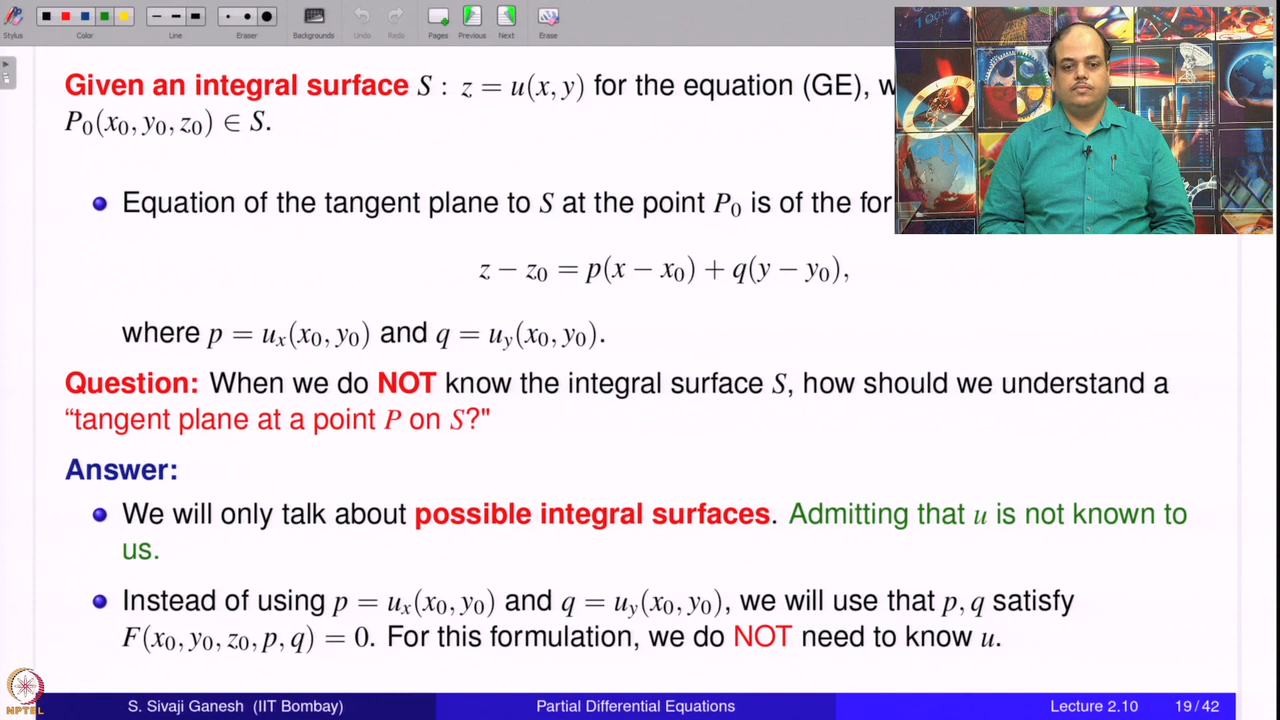 Stylus
Color
Line
Eraser
Backgrounds
Undo
Redo
Pages
Previous
Next
Erase
Given an integral surface S : z = u(x, y) for the equation (GE), w
P₀(x₀, y₀, z₀) ∈ S.
Equation of the tangent plane to S at the point P₀ is of the for
z − z₀ = p(x − x₀) + q(y − y₀),
where p = uₓ(x₀, y₀) and q = u_y(x₀, y₀).
Question: When we do NOT know the integral surface S, how should we understand a
“tangent plane at a point P on S?"
Answer:
We will only talk about possible integral surfaces. Admitting that u is not known to
us.
Instead of using p = uₓ(x₀, y₀) and q = u_y(x₀, y₀), we will use that p, q satisfy
F(x₀, y₀, z₀, p, q) = 0. For this formulation, we do NOT need to know u.
NPTEL
S. Sivaji Ganesh (IIT Bombay)
Partial Differential Equations
Lecture 2.10
19 / 42